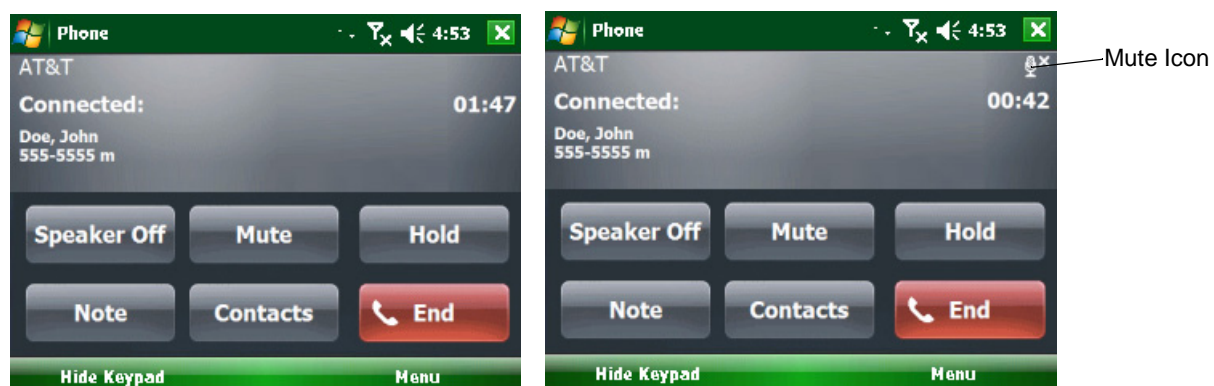 Phone 4:53
AT&T
Connected: 01:47
Doe, John
555-5555 m
Speaker Off Mute Hold
Note Contacts End
Hide Keypad Menu
Phone 4:53
AT&T
Connected: 00:42
Doe, John
555-5555 m
Speaker Off Mute Hold
Note Contacts End
Hide Keypad Menu
Mute Icon